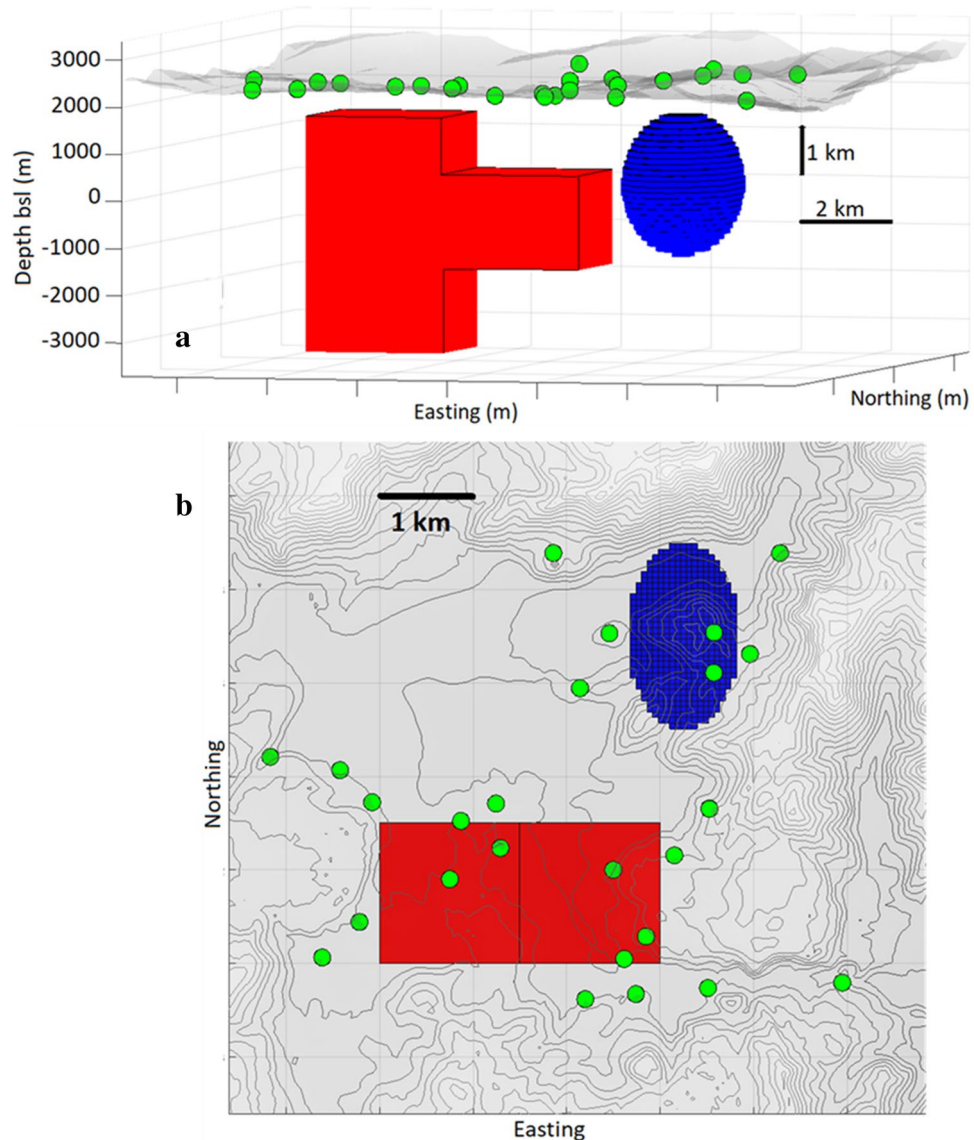 3000
2000
1000
0
-1000
-2000
-3000
Depth bsl (m)
1 km
2 km
a
Easting (m)
Northing (m)
b
1 km
Northing
Easting